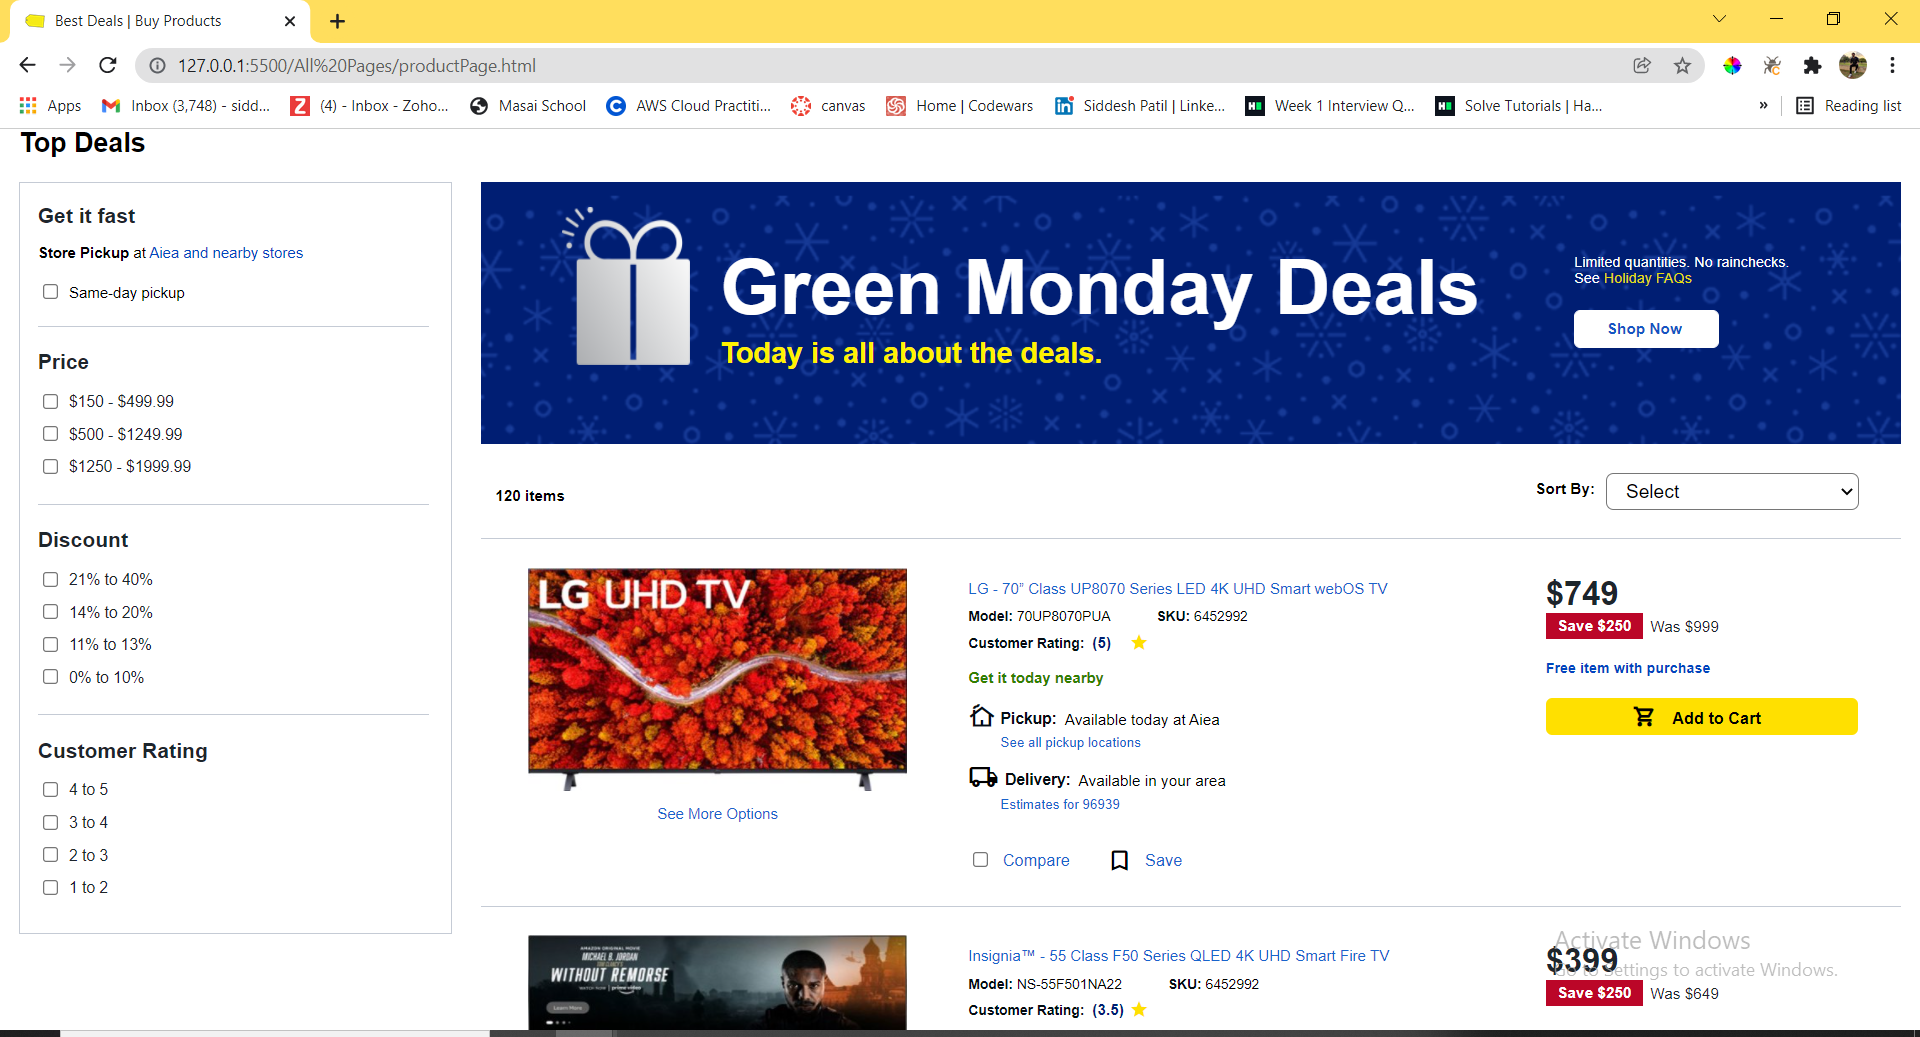 Best Deals | Buy Products
127.0.0.1:5500/All%20Pages/productPage.html
Apps Inbox (3,748) - sidd... (4) - Inbox - Zoho... Masai School AWS Cloud Practiti... canvas Home | Codewars Siddesh Patil | Linke... Week 1 Interview Q... Solve Tutorials | Ha... » Reading list
Top Deals
Get it fast
Store Pickup at Aiea and nearby stores
Same-day pickup
Price
$150 - $499.99
$500 - $1249.99
$1250 - $1999.99
Discount
21% to 40%
14% to 20%
11% to 13%
0% to 10%
Customer Rating
4 to 5
3 to 4
2 to 3
1 to 2
Green Monday Deals
Today is all about the deals.
Limited quantities. No rainchecks.
See Holiday FAQs
Shop Now
120 items
Sort By: Select
LG UHD TV
See More Options
LG - 70” Class UP8070 Series LED 4K UHD Smart webOS TV
Model: 70UP8070PUA SKU: 6452992
Customer Rating: (5)
Get it today nearby
Pickup: Available today at Aiea
See all pickup locations
Delivery: Available in your area
Estimates for 96939
Compare Save
$749
Save $250 Was $999
Free item with purchase
Add to Cart
AMAZON ORIGINAL MOVIE
MICHAEL B. JORDAN
WITHOUT REMORSE
WATCH NOW | prime video
Learn More
Insignia™ - 55 Class F50 Series QLED 4K UHD Smart Fire TV
Model: NS-55F501NA22 SKU: 6452992
Customer Rating: (3.5)
$399
Save $250 Was $649
Activate Windows
Go to Settings to activate Windows.